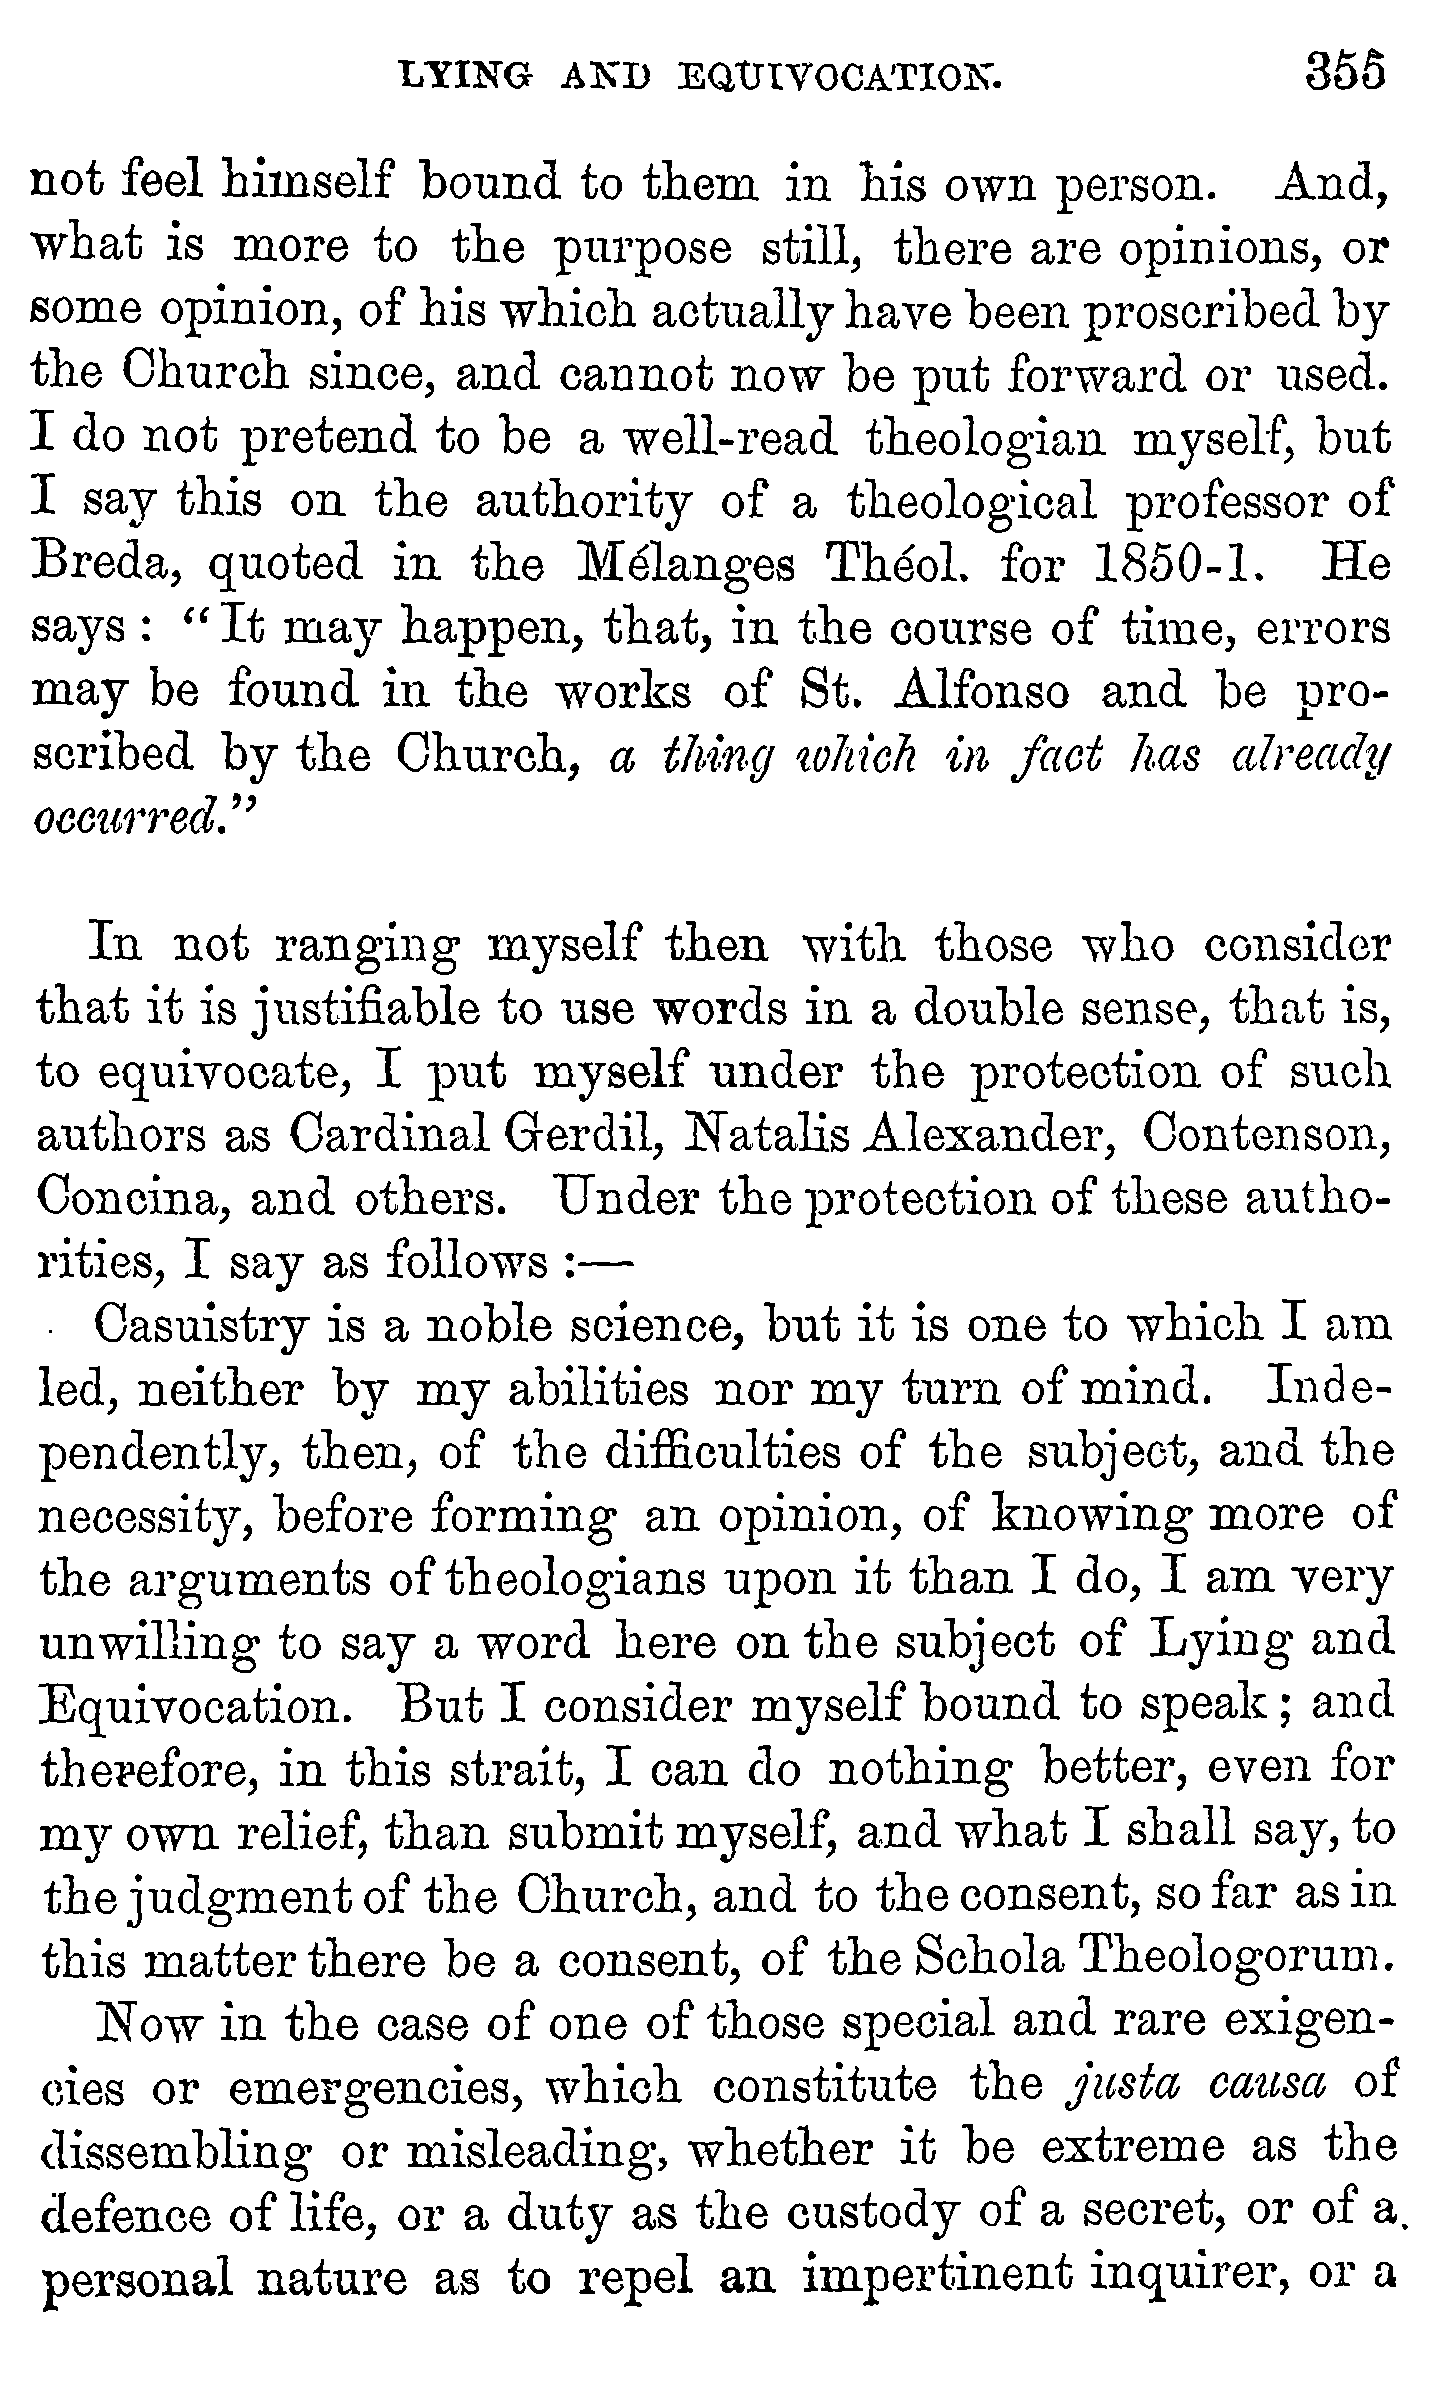 LYING AND EQUIVOCATION. 355
not feel himself bound to them in his own person. And,
what is more to the purpose still, there are opinions, or
some opinion, of his which actually have been proscribed by
the Church since, and cannot now be put forward or used.
I do not pretend to be a well-read theologian myself, but
I say this on the authority of a theological professor of
Breda, quoted in the Mélanges Théol. for 1850-1. He
says : “It may happen, that, in the course of time, errors
may be found in the works of St. Alfonso and be pro-
scribed by the Church, a thing which in fact has already
occurred.”
In not ranging myself then with those who consider
that it is justifiable to use words in a double sense, that is,
to equivocate, I put myself under the protection of such
authors as Cardinal Gerdil, Natalis Alexander, Contenson,
Concina, and others. Under the protection of these autho-
rities, I say as follows :—
Casuistry is a noble science, but it is one to which I am
led, neither by my abilities nor my turn of mind. Inde-
pendently, then, of the difficulties of the subject, and the
necessity, before forming an opinion, of knowing more of
the arguments of theologians upon it than I do, I am very
unwilling to say a word here on the subject of Lying and
Equivocation. But I consider myself bound to speak ; and
therefore, in this strait, I can do nothing better, even for
my own relief, than submit myself, and what I shall say, to
the judgment of the Church, and to the consent, so far as in
this matter there be a consent, of the Schola Theologorum.
Now in the case of one of those special and rare exigen-
cies or emergencies, which constitute the justa causa of
dissembling or misleading, whether it be extreme as the
defence of life, or a duty as the custody of a secret, or of a
personal nature as to repel an impertinent inquirer, or a